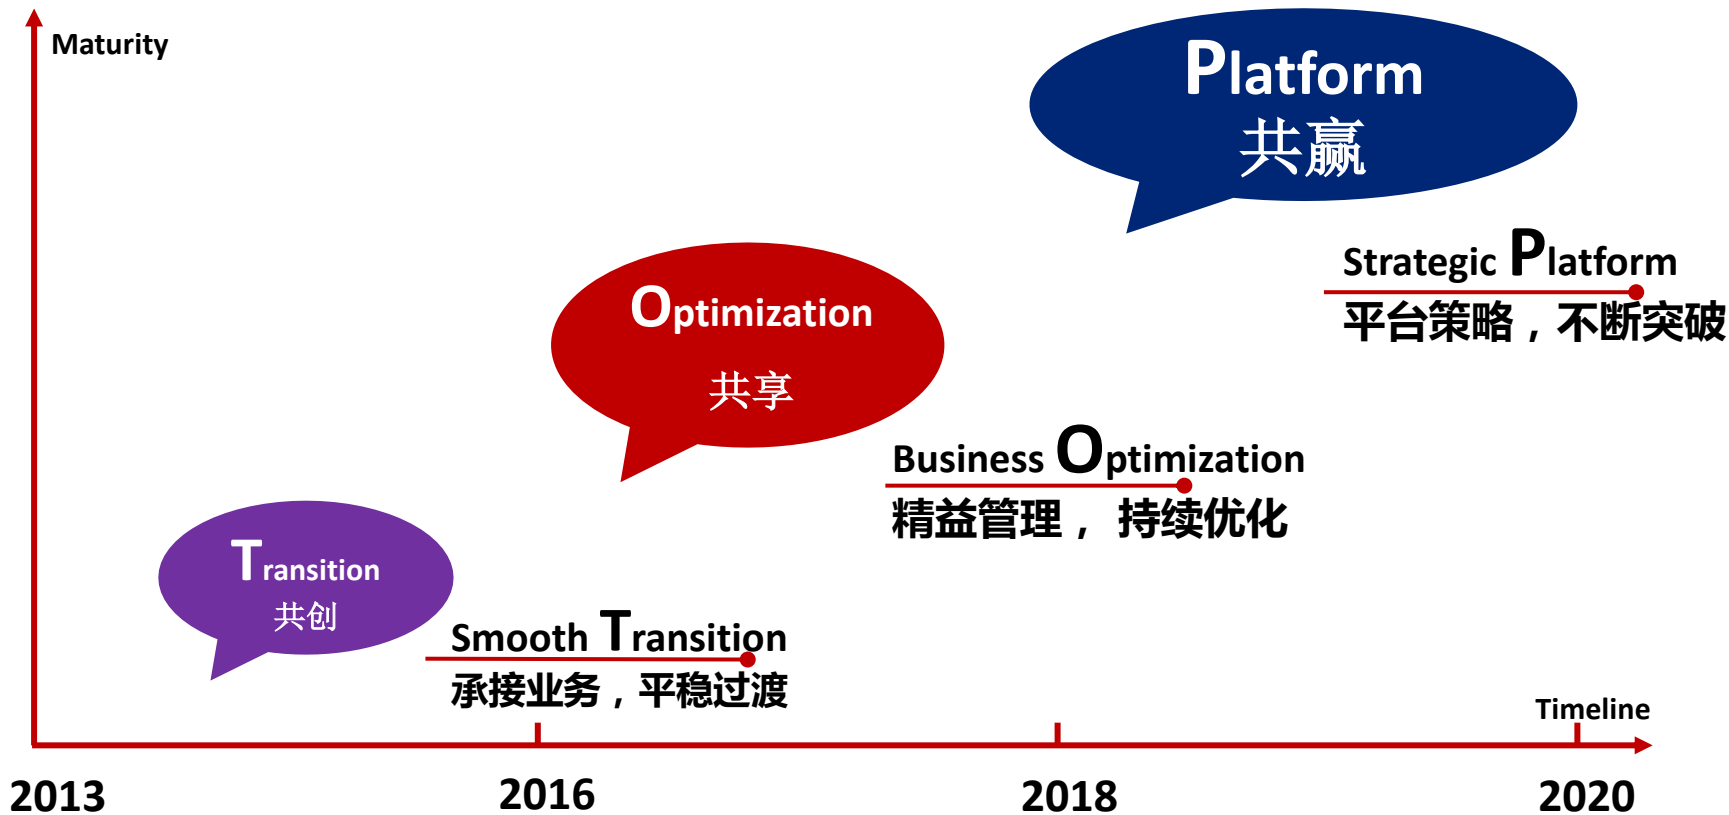 Maturity
Platform
共赢
Strategic Platform
平台策略，不断突破
Optimization
共享
Business Optimization
精益管理， 持续优化
Transition
共创
Smooth Transition
承接业务，平稳过渡
Timeline
2013
2016
2018
2020